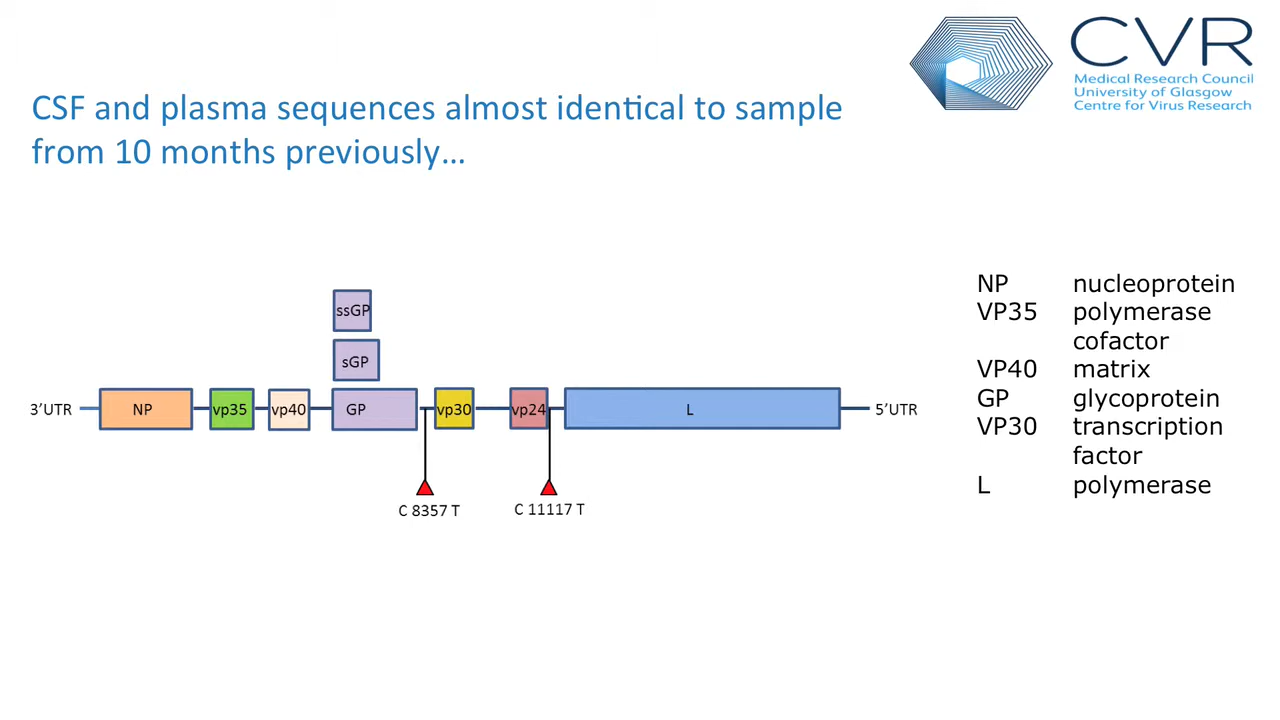 CVR
Medical Research Council
University of Glasgow
Centre for Virus Research
CSF and plasma sequences almost identical to sample
from 10 months previously…
ssGP
sGP
3’UTR NP vp35 vp40 GP vp30 vp24 L 5’UTR
C 8357 T C 11117 T
NP nucleoprotein
VP35 polymerase
cofactor
VP40 matrix
GP glycoprotein
VP30 transcription
factor
L polymerase